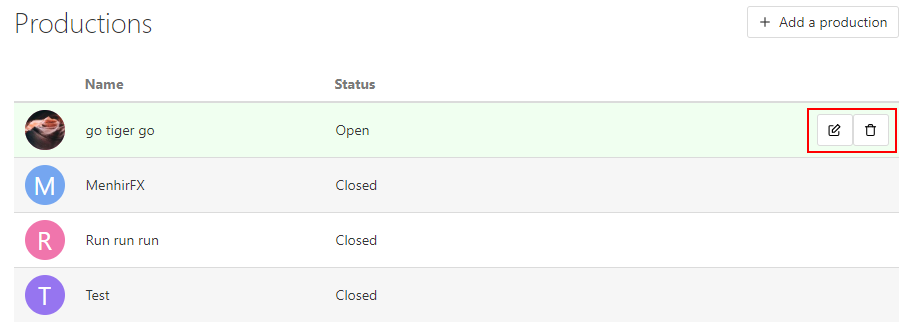 Productions
+ Add a production
Name Status
go tiger go Open
M MenhirFX Closed
R Run run run Closed
T Test Closed